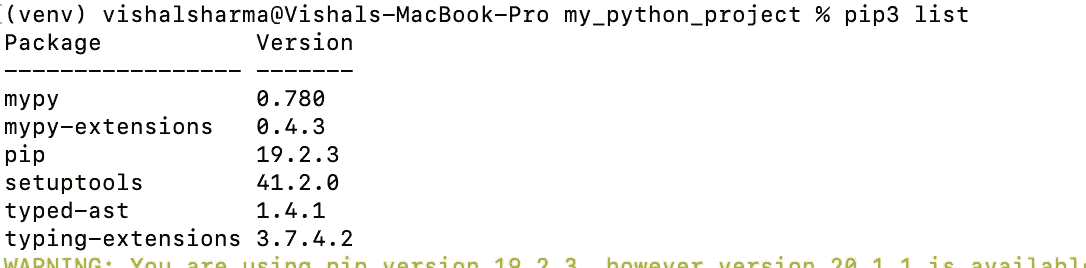 (venv) vishalsharma@Vishals-MacBook-Pro my_python_project % pip3 list
Package           Version
----------------- -------
mypy              0.780
mypy-extensions   0.4.3
pip               19.2.3
setuptools        41.2.0
typed-ast         1.4.1
typing-extensions 3.7.4.2
WARNING: You are using pip version 19.2.3, however version 20.1.1 is availabl